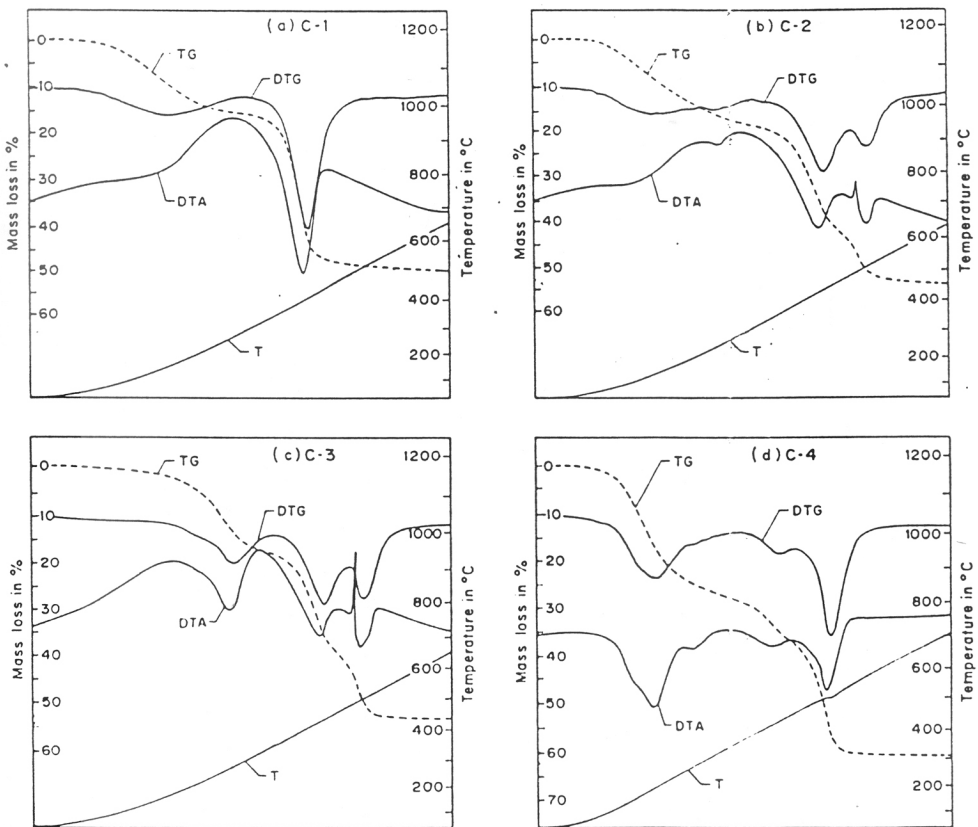 (a) C-1
TG
DTG
DTA
T
0
10
20
30
40
50
60
Mass loss in %
1200
1000
800
600
400
200
Temperature in °C
(b) C-2
TG
DTG
DTA
T
0
10
20
30
40
50
60
Mass loss in %
1200
1000
800
600
400
200
Temperature in °C
(c) C-3
TG
DTG
DTA
T
0
10
20
30
40
50
60
Mass loss in %
1200
1000
800
600
400
200
Temperature in °C
(d) C-4
TG
DTG
DTA
T
0
10
20
30
40
50
60
70
Mass loss in %
1200
1000
800
600
400
200
Temperature in °C